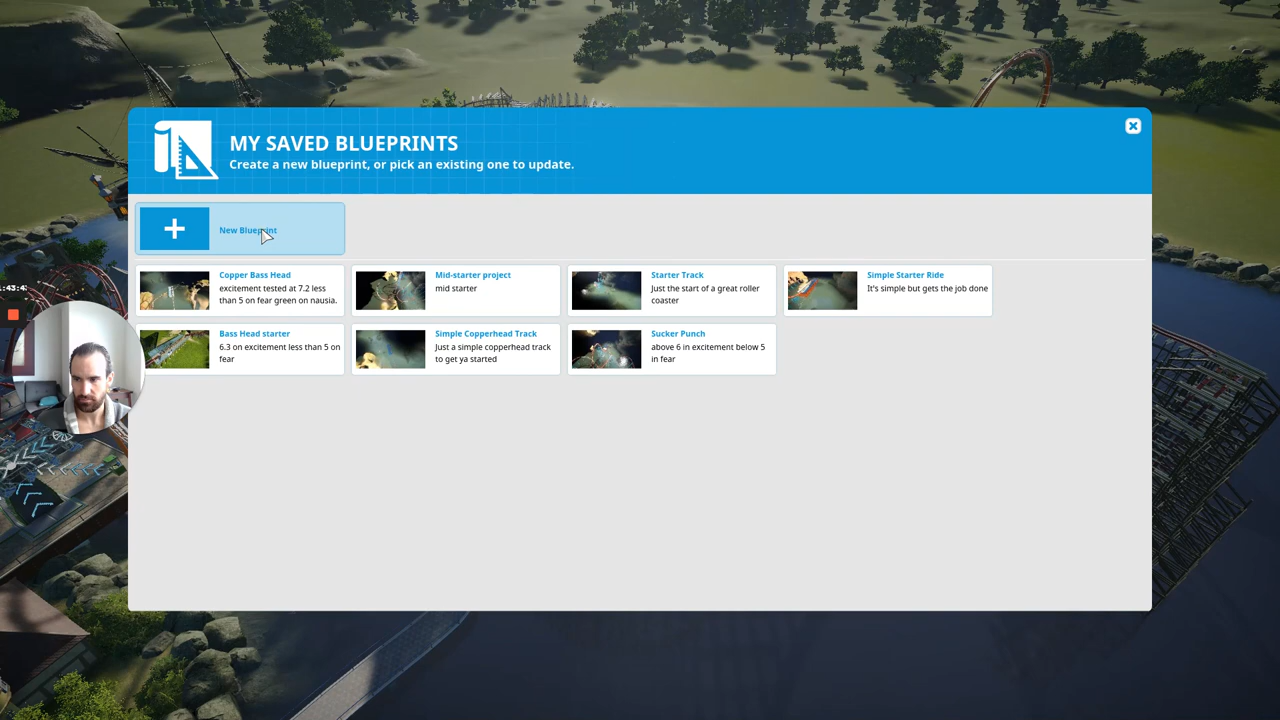 MY SAVED BLUEPRINTS
Create a new blueprint, or pick an existing one to update.
New Blueprint
Copper Bass Head
excitement tested at 7.2 less
than 5 on fear green on nausia.
Mid-starter project
mid starter
Starter Track
Just the start of a great roller
coaster
Simple Starter Ride
It's simple but gets the job done
Bass Head starter
6.3 on excitement less than 5 on
fear
Simple Copperhead Track
Just a simple copperhead track
to get ya started
Sucker Punch
above 6 in excitement below 5
in fear